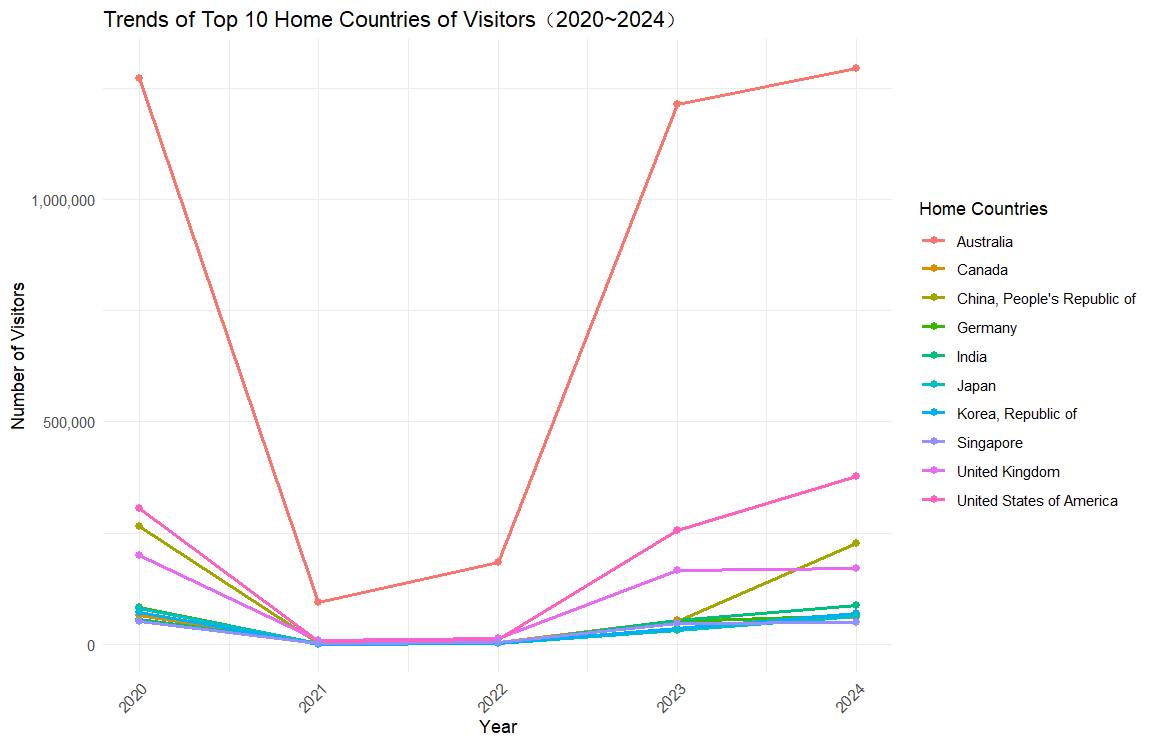 Trends of Top 10 Home Countries of Visitors（2020~2024）
Number of Visitors
1,000,000
500,000
0
2020
2021
2022
2023
2024
Year
Home Countries
Australia
Canada
China, People's Republic of
Germany
India
Japan
Korea, Republic of
Singapore
United Kingdom
United States of America